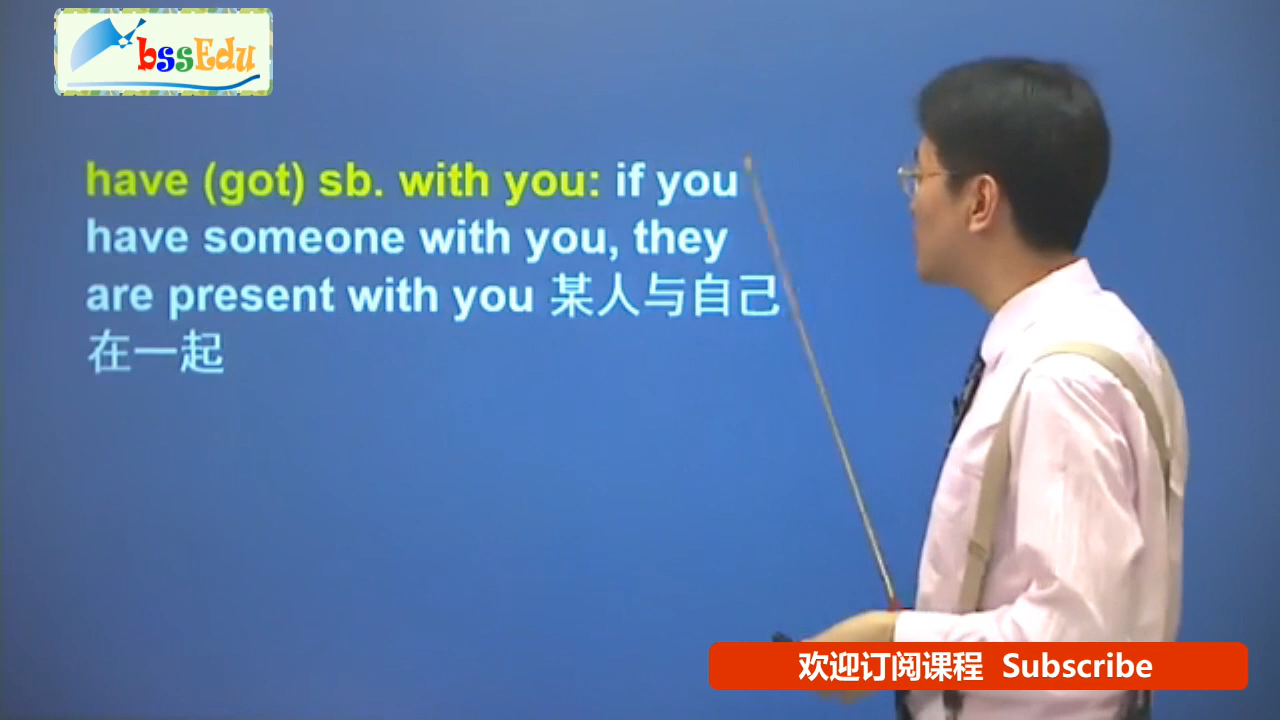 bssEdu
have (got) sb. with you: if you
have someone with you, they
are present with you 某人与自己
在一起
欢迎订阅课程 Subscribe